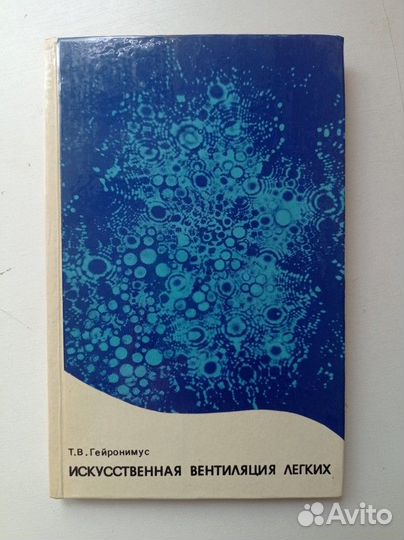 Т.В.Гейронимус
ИСКУССТВЕННАЯ ВЕНТИЛЯЦИЯ ЛЕГКИХ
Avito